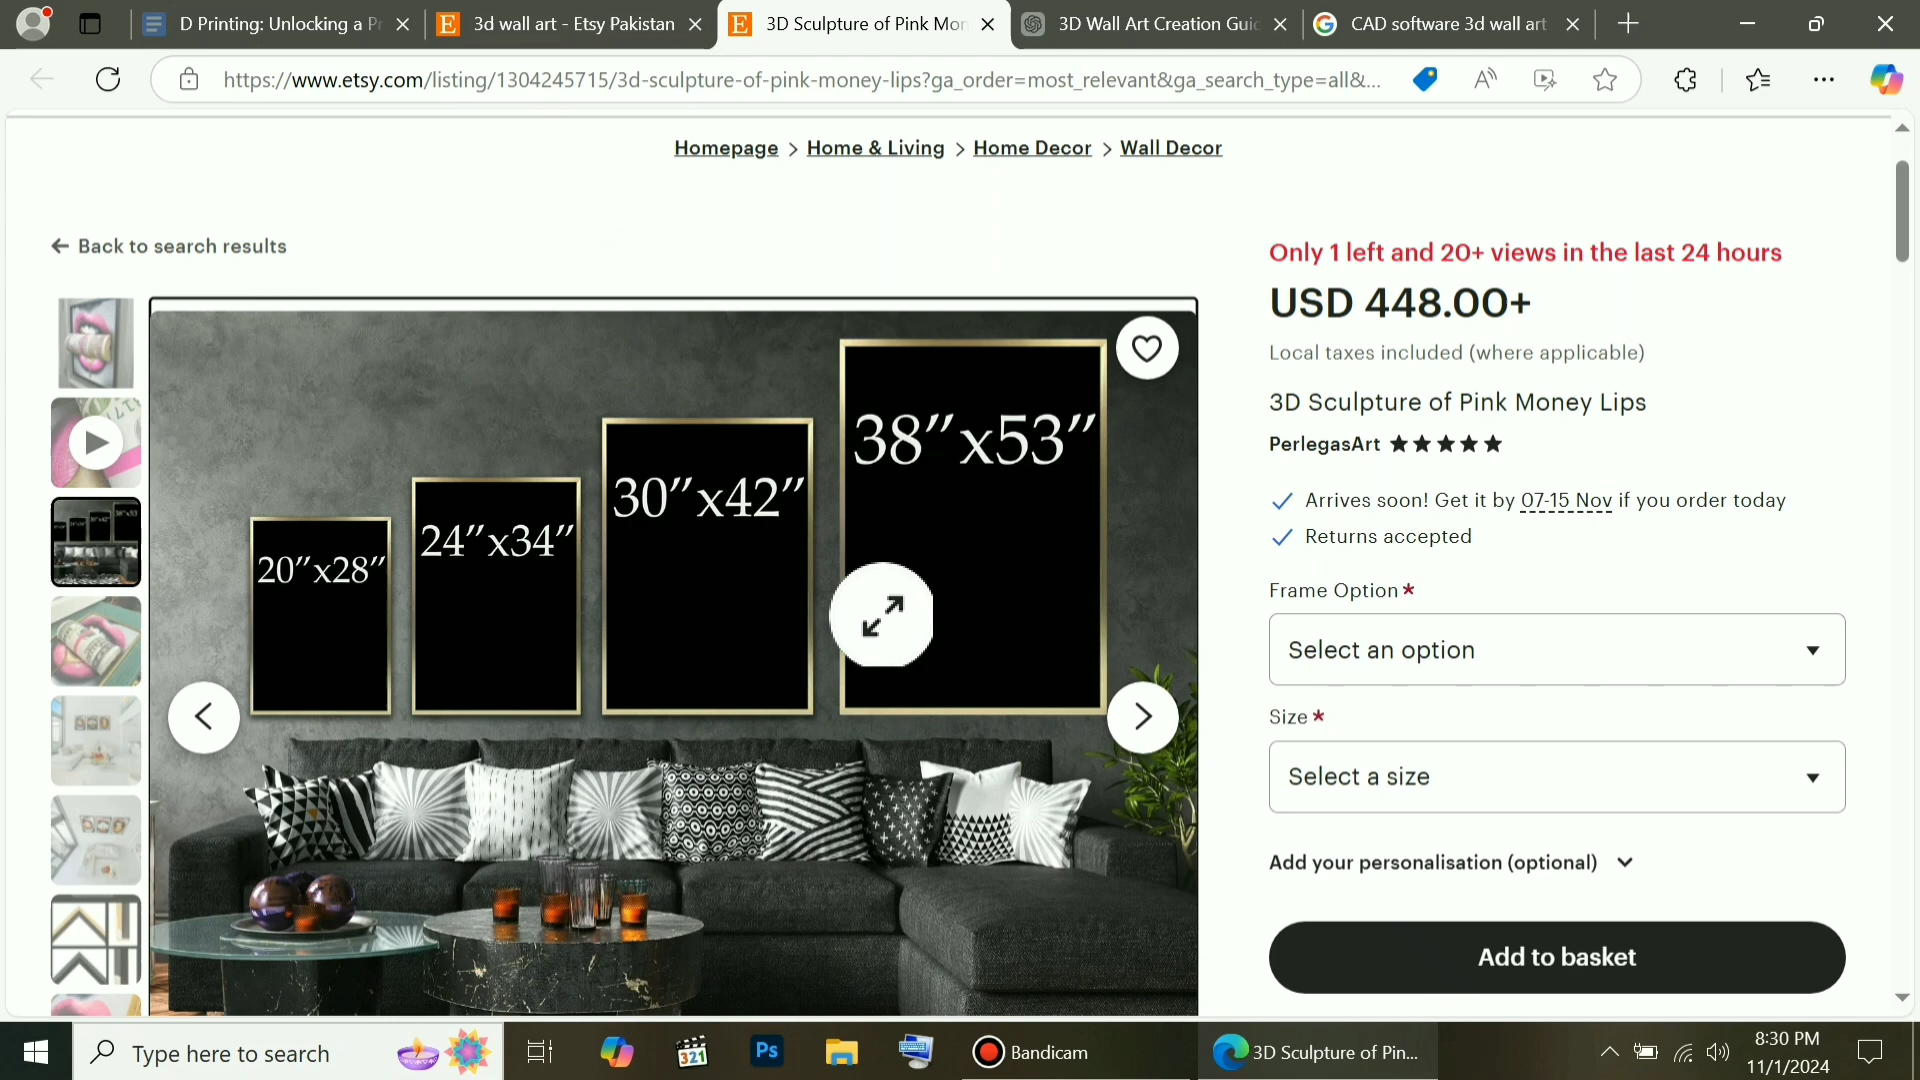 D Printing: Unlocking a Pr
3d wall art - Etsy Pakistan
3D Sculpture of Pink Mon
3D Wall Art Creation Guid
CAD software 3d wall art
https://www.etsy.com/listing/1304245715/3d-sculpture-of-pink-money-lips?ga_order=most_relevant&ga_search_type=all&...
Homepage > Home & Living > Home Decor > Wall Decor
Back to search results
Only 1 left and 20+ views in the last 24 hours
USD 448.00+
Local taxes included (where applicable)
3D Sculpture of Pink Money Lips
PerlegasArt
Arrives soon! Get it by 07-15 Nov if you order today
Returns accepted
Frame Option *
Select an option
Size *
Select a size
Add your personalisation (optional)
Add to basket
20"x28"
24"x34"
30"x42"
38"x53"
Type here to search
321
Ps
Bandicam
3D Sculpture of Pin...
8:30 PM
11/1/2024